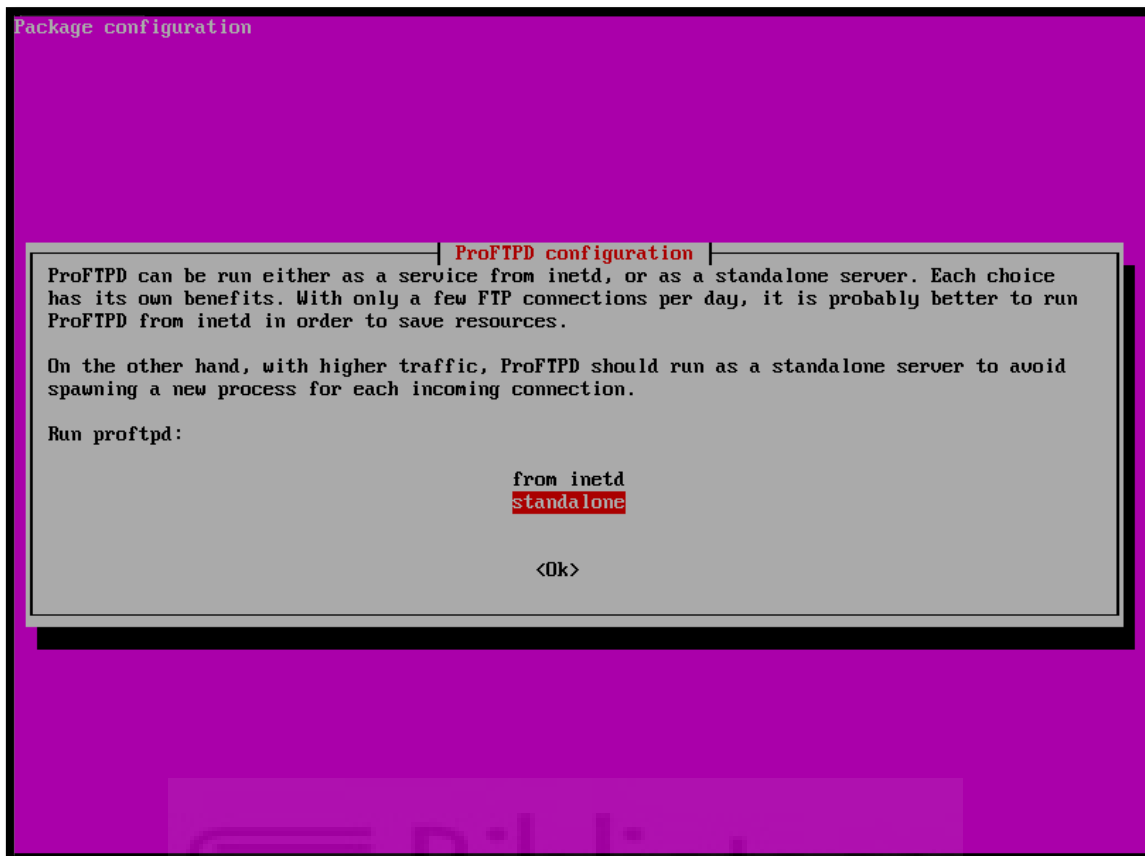 Package configuration
ProFTPD configuration
ProFTPD can be run either as a service from inetd, or as a standalone server. Each choice
has its own benefits. With only a few FTP connections per day, it is probably better to run
ProFTPD from inetd in order to save resources.
On the other hand, with higher traffic, ProFTPD should run as a standalone server to avoid
spawning a new process for each incoming connection.
Run proftpd:
from inetd
standalone
<Ok>